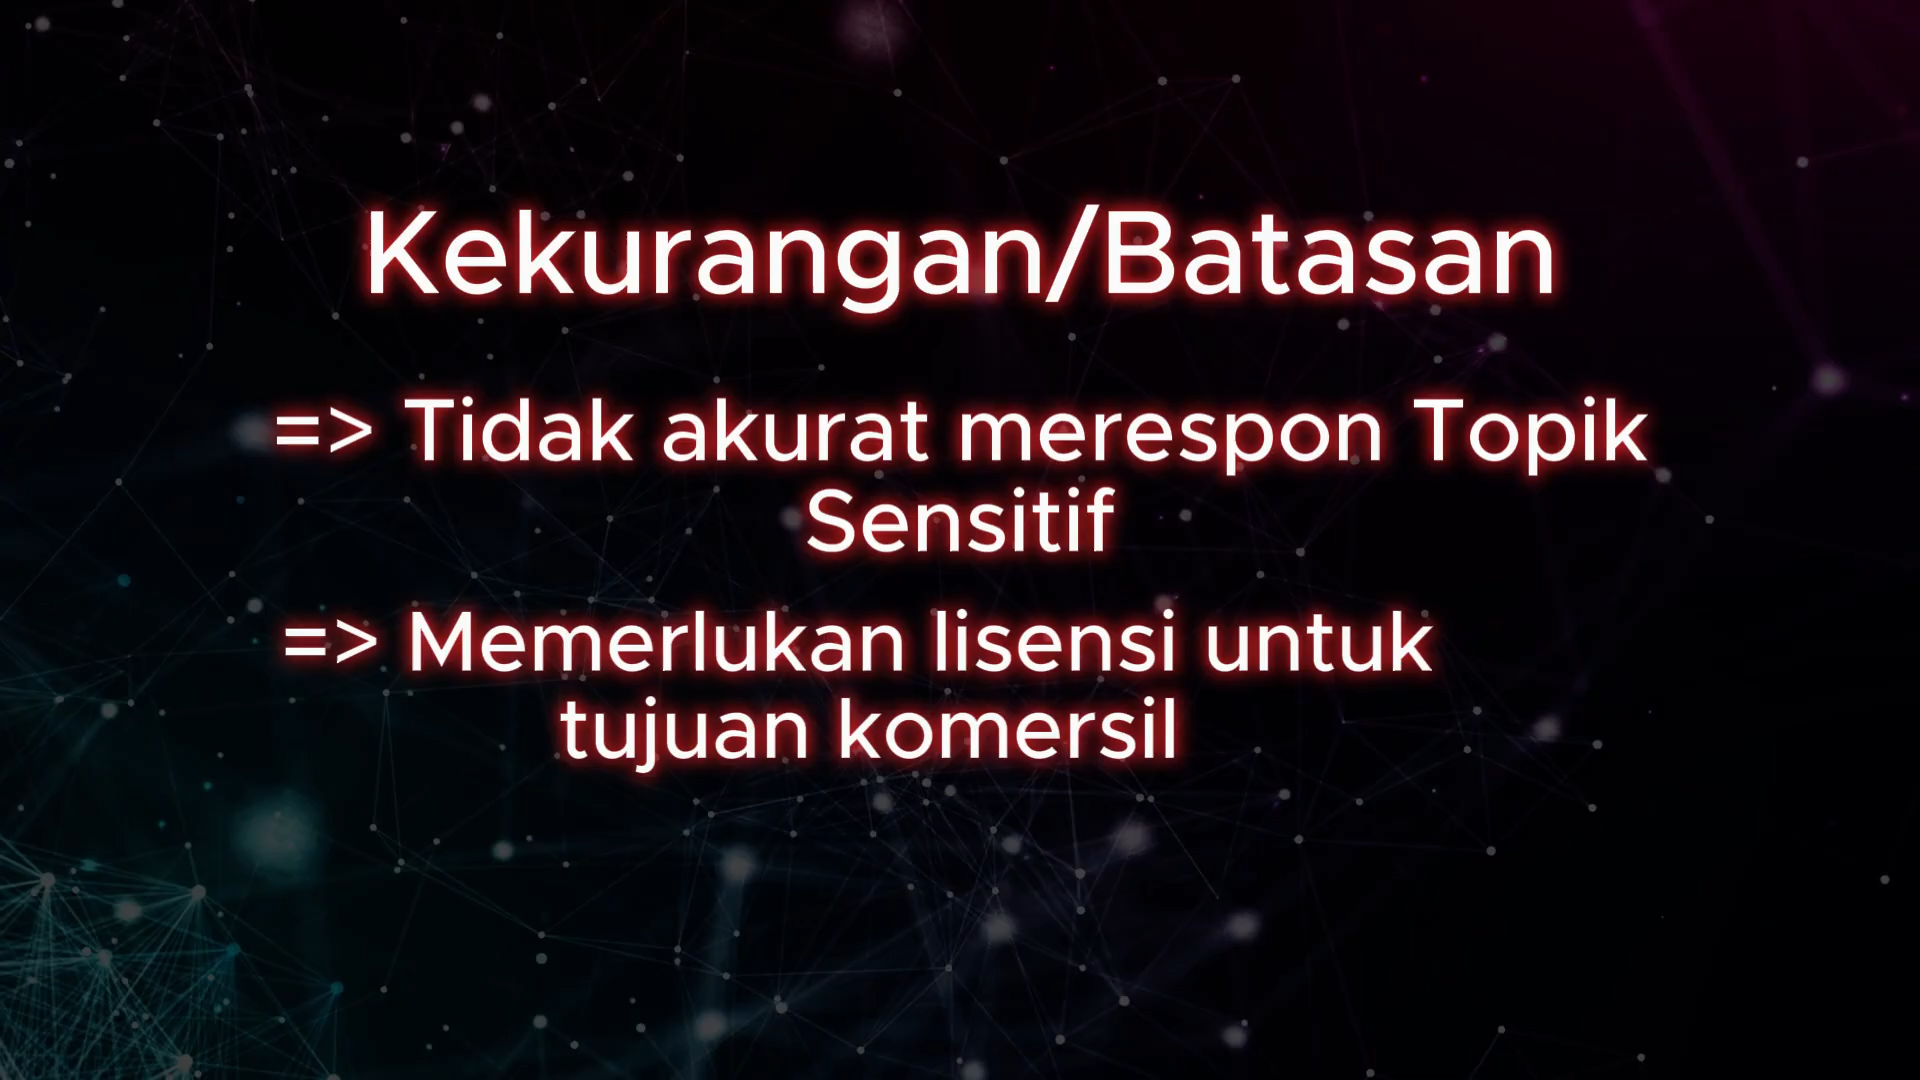 Kekurangan/Batasan
=> Tidak akurat merespon Topik
Sensitif
=> Memerlukan lisensi untuk
tujuan komersil